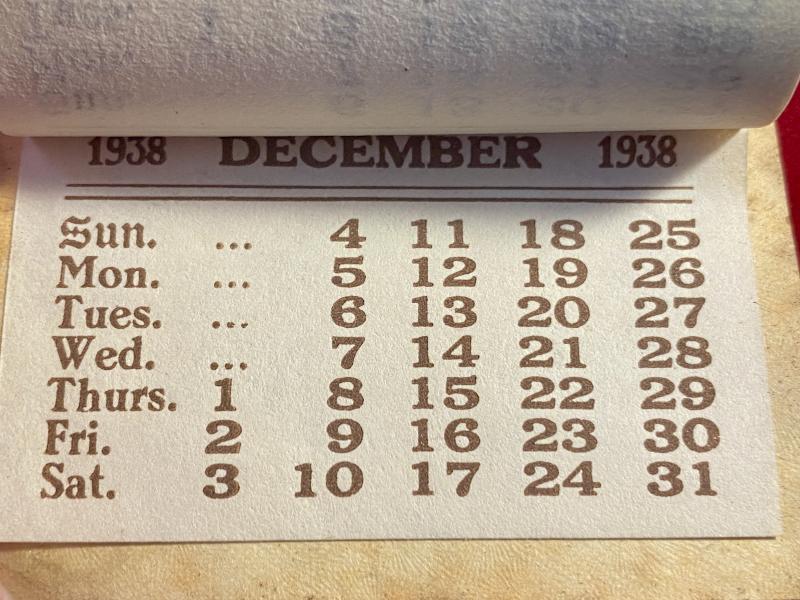 1938 DECEMBER 1938
Sun. ... 4 11 18 25
Mon. ... 5 12 19 26
Tues. ... 6 13 20 27
Wed. ... 7 14 21 28
Thurs. 1 8 15 22 29
Fri. 2 9 16 23 30
Sat. 3 10 17 24 31